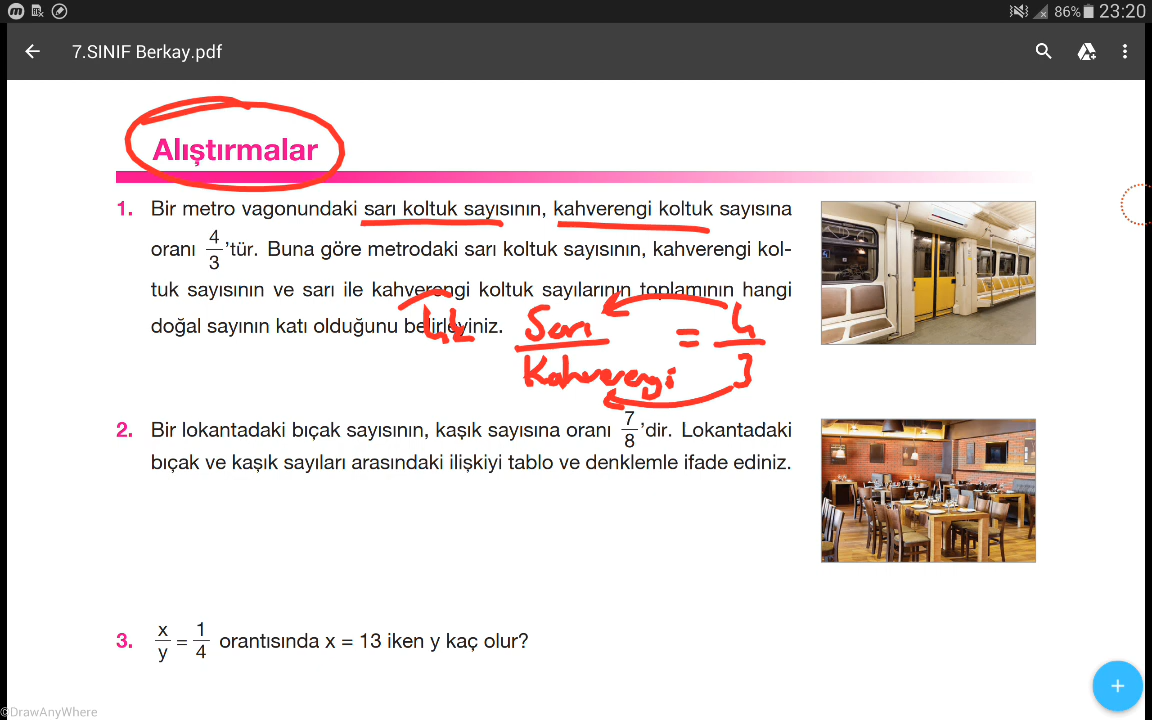 86% 23:20
7.SINIF Berkay.pdf
Alıştırmalar
1. Bir metro vagonundaki sarı koltuk sayısının, kahverengi koltuk sayısına
oranı 4/3'tür. Buna göre metrodaki sarı koltuk sayısının, kahverengi kol-
tuk sayısının ve sarı ile kahverengi koltuk sayılarının toplamının hangi
doğal sayının katı olduğunu belirleyiniz.
4k
Sarı = 4
Kahverengi 3
2. Bir lokantadaki bıçak sayısının, kaşık sayısına oranı 7/8'dir. Lokantadaki
bıçak ve kaşık sayıları arasındaki ilişkiyi tablo ve denklemle ifade ediniz.
3. x/y = 1/4 orantısında x = 13 iken y kaç olur?
©DrawAnyWhere